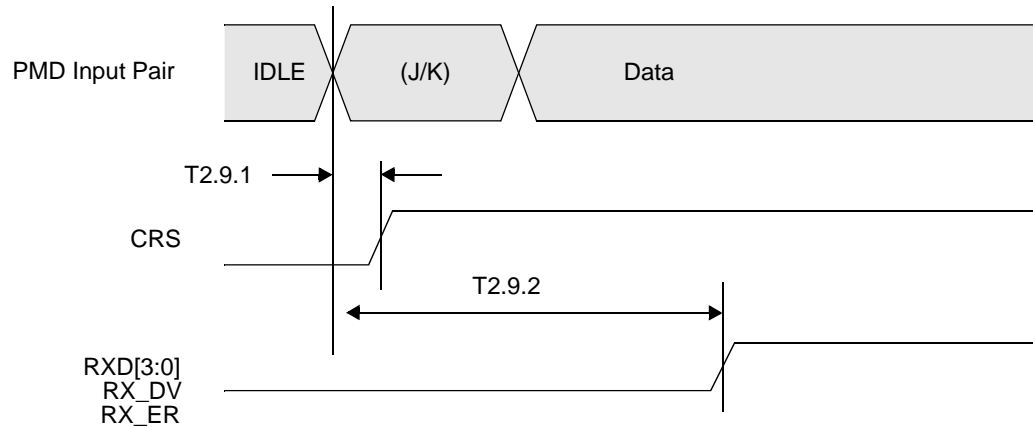 PMD Input Pair
IDLE
(J/K)
Data
T2.9.1
CRS
T2.9.2
RXD[3:0]
RX_DV
RX_ER